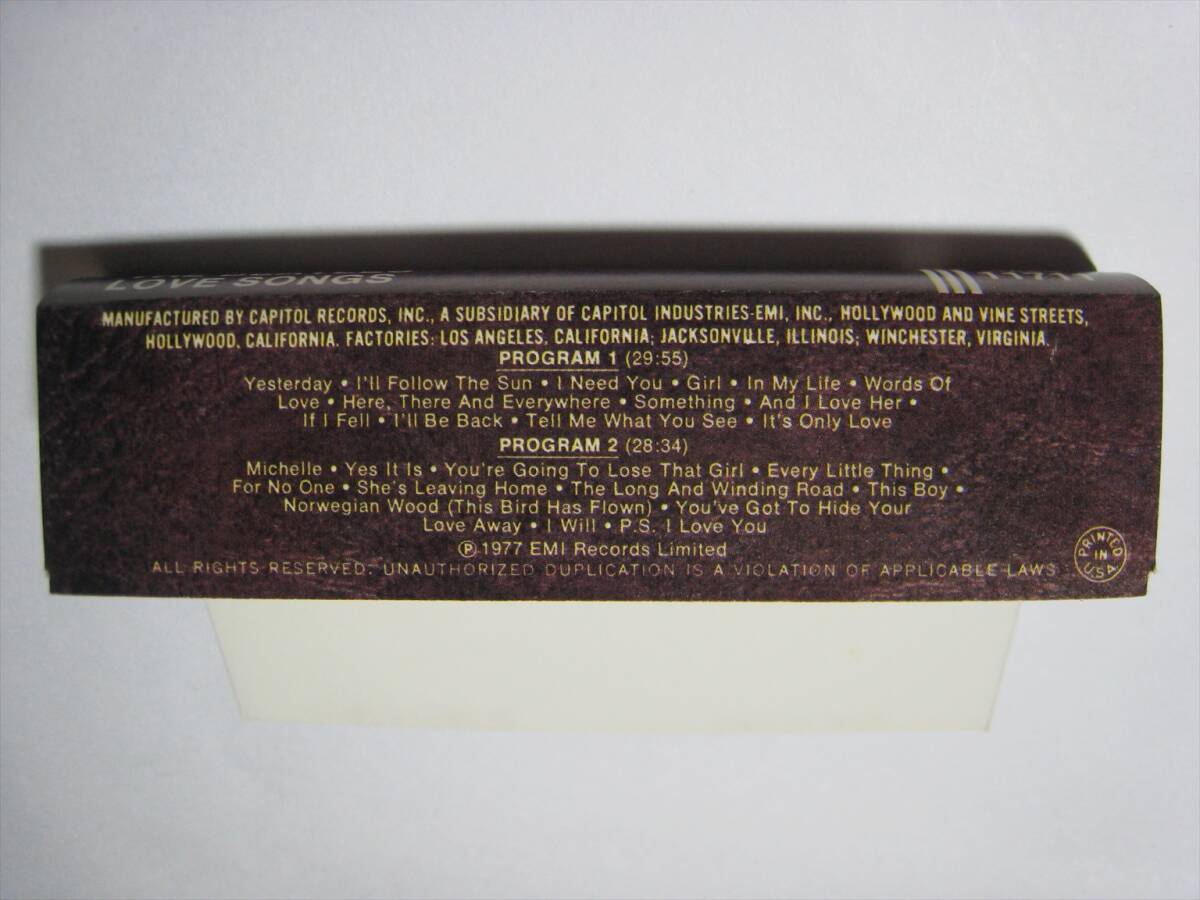 LOVE SONGS
MANUFACTURED BY CAPITOL RECORDS, INC., A SUBSIDIARY OF CAPITOL INDUSTRIES-EMI, INC., HOLLYWOOD AND VINE STREETS,
HOLLYWOOD, CALIFORNIA. FACTORIES: LOS ANGELES, CALIFORNIA; JACKSONVILLE, ILLINOIS; WINCHESTER, VIRGINIA.
PROGRAM 1 (29:55)
Yesterday • I'll Follow The Sun • I Need You • Girl • In My Life • Words Of
Love • Here, There And Everywhere • Something • And I Love Her •
If I Fell • I'll Be Back • Tell Me What You See • It's Only Love
PROGRAM 2 (28:34)
Michelle • Yes It Is • You're Going To Lose That Girl • Every Little Thing •
For No One • She's Leaving Home • The Long And Winding Road • This Boy •
Norwegian Wood (This Bird Has Flown) • You've Got To Hide Your
Love Away • I Will • P.S. I Love You
Ⓟ 1977 EMI Records Limited
ALL RIGHTS RESERVED. UNAUTHORIZED DUPLICATION IS A VIOLATION OF APPLICABLE LAWS
PRINTED
IN
USA